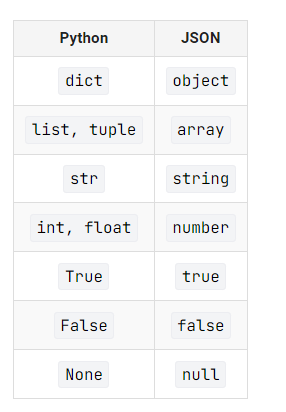 Python JSON
dict object
list, tuple array
str string
int, float number
True true
False false
None null